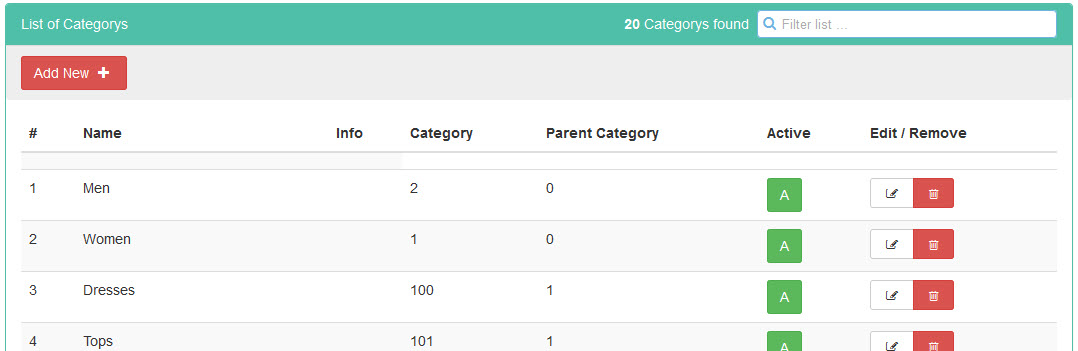 List of Categorys 20 Categorys found Filter list ...
Add New
# Name Info Category Parent Category Active Edit / Remove
1 Men 2 0 A
2 Women 1 0 A
3 Dresses 100 1 A
4 Tops 101 1 A